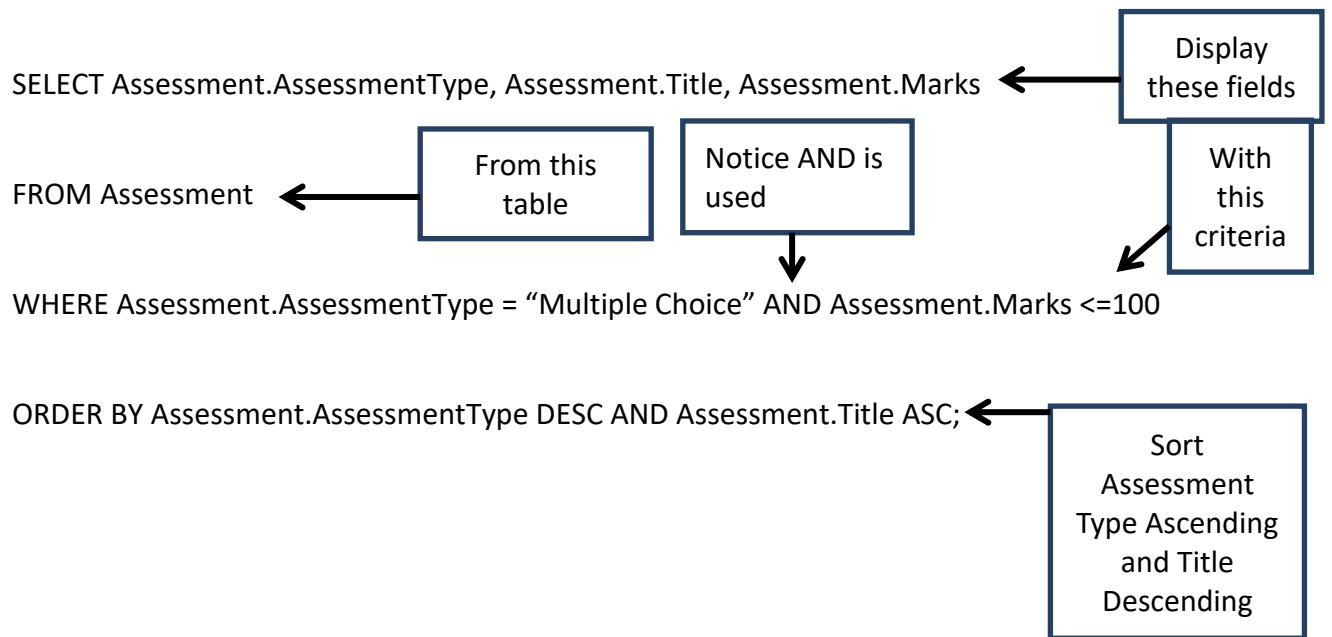 Display
these fields
SELECT Assessment.AssessmentType, Assessment.Title, Assessment.Marks
From this
table
Notice AND is
used
With
this
criteria
FROM Assessment
WHERE Assessment.AssessmentType = “Multiple Choice” AND Assessment.Marks <=100
ORDER BY Assessment.AssessmentType DESC AND Assessment.Title ASC;
Sort
Assessment
Type Ascending
and Title
Descending